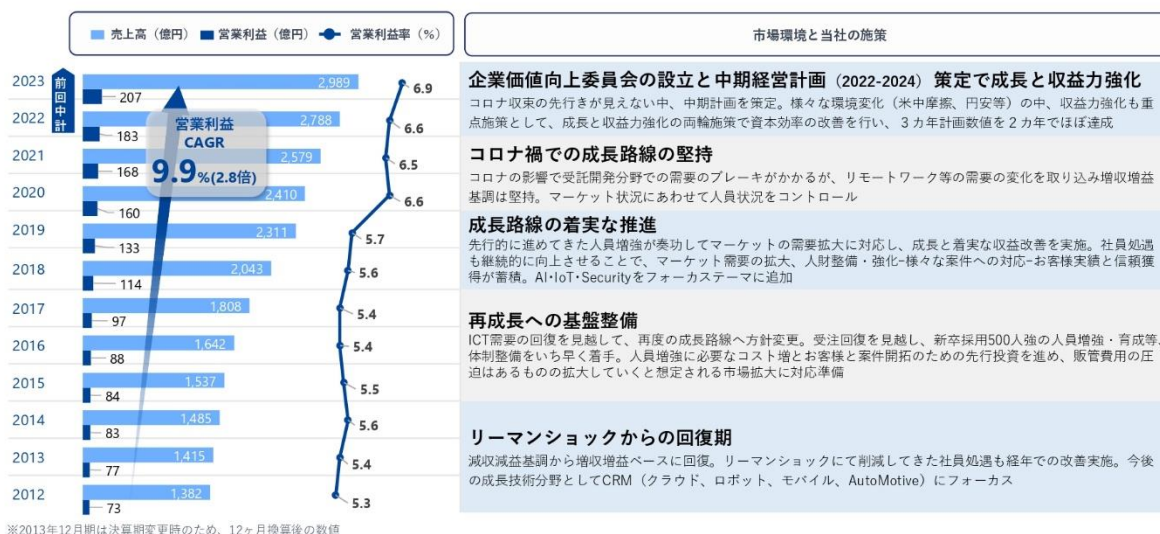 売上高（億円） 営業利益（億円） 営業利益率（%）
市場環境と当社の施策
前回中計
営業利益
CAGR
9.9%(2.8倍)
2023 2,989 207 6.9
2022 2,788 183 6.6
2021 2,579 168 6.5
2020 2,410 160 6.6
2019 2,311 133 5.7
2018 2,043 114 5.6
2017 1,808 97 5.4
2016 1,642 88 5.4
2015 1,537 84 5.5
2014 1,485 83 5.6
2013 1,415 77 5.4
2012 1,382 73 5.3
企業価値向上委員会の設立と中期経営計画（2022-2024）策定で成長と収益力強化
コロナ収束の先行きが見えない中、中期計画を策定。様々な環境変化（米中摩擦、円安等）の中、収益力強化も重
点施策として、成長と収益力強化の両輪施策で資本効率の改善を行い、３カ年計画数値を２カ年でほぼ達成
コロナ禍での成長路線の堅持
コロナの影響で受託開発分野での需要のブレーキがかかるが、リモートワーク等の需要の変化を取り込み増収増益
基調は堅持。マーケット状況にあわせて人員状況をコントロール
成長路線の着実な推進
先行的に進めてきた人員増強が奏功してマーケットの需要拡大に対応し、成長と着実な収益改善を実施。社員処遇
も継続的に向上させることで、マーケット需要の拡大、人財整備・強化-様々な案件への対応-お客様実績と信頼獲
得が蓄積。AI・IoT・Securityをフォーカステーマに追加
再成長への基盤整備
ICT需要の回復を見越して、再度の成長路線へ方針変更。受注回復を見越し、新卒採用500人強の人員増強・育成等、
体制整備をいち早く着手。人員増強に必要なコスト増とお客様と案件開拓のための先行投資を進め、販管費用の圧
迫はあるものの拡大していくと想定される市場拡大に対応準備
リーマンショックからの回復期
減収減益基調から増収増益ベースに回復。リーマンショックにて削減してきた社員処遇も経年での改善実施。今後
の成長技術分野としてCRM（クラウド、ロボット、モバイル、AutoMotive）にフォーカス
※2013年12月期は決算期変更時のため、12ヶ月換算後の数値